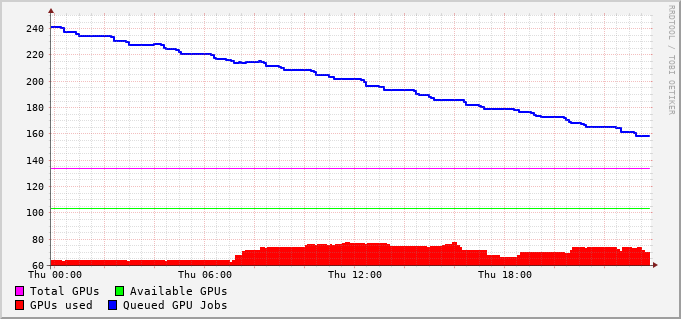 RRDTOOL / TOBI OETIKER
240
220
200
180
160
140
120
100
80
60
Thu 00:00 Thu 06:00 Thu 12:00 Thu 18:00
Total GPUs Available GPUs
GPUs used Queued GPU Jobs